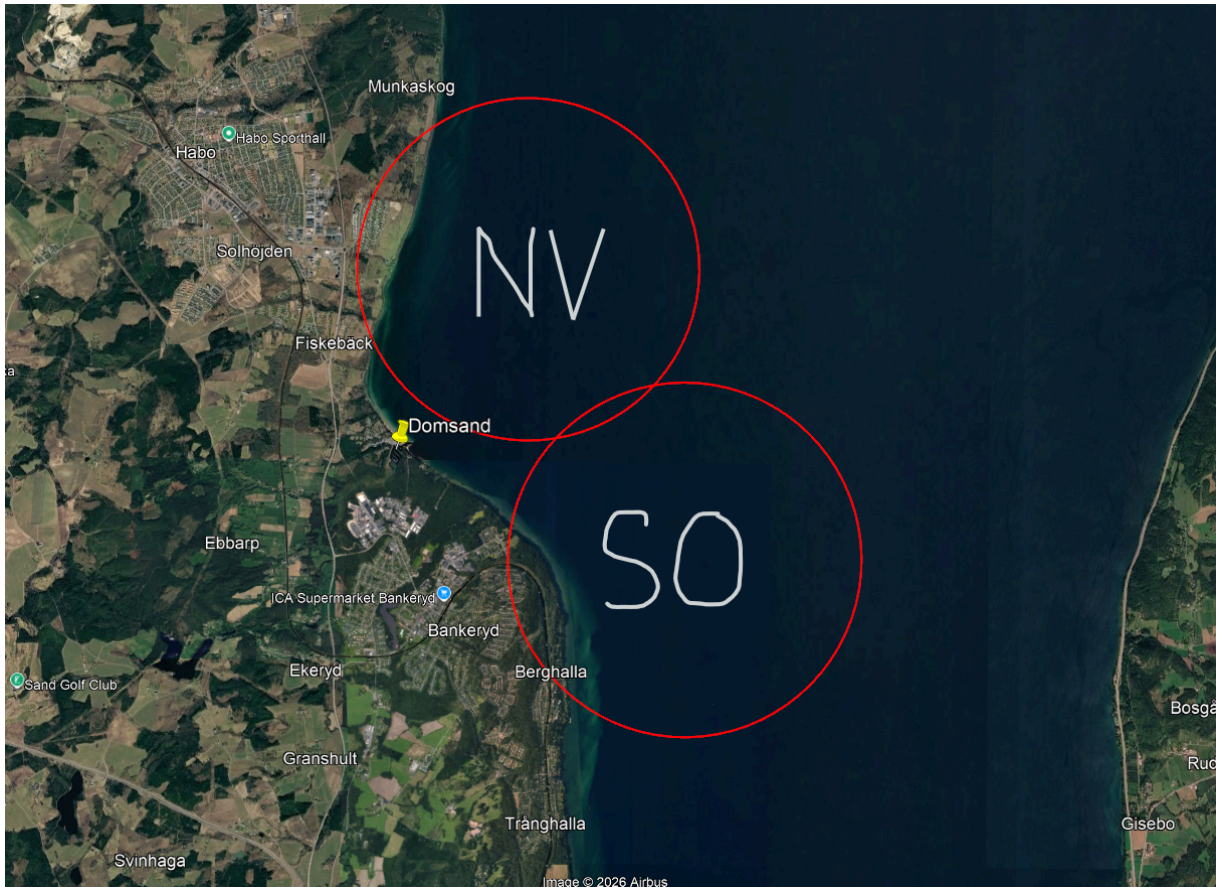 Munkaskog
Habo Sporthall
Habo
NV
Solhöjden
Fiskebäck
ka
Domsand
SO
Ebbarp
ICA Supermarket Bankeryd
Bankeryd
Ekeryd
Berghalla
Sand Golf Club
Bosgå
Granshult
Rud
Trånghalla
Gisebo
Svinhaga
Image © 2026 Airbus